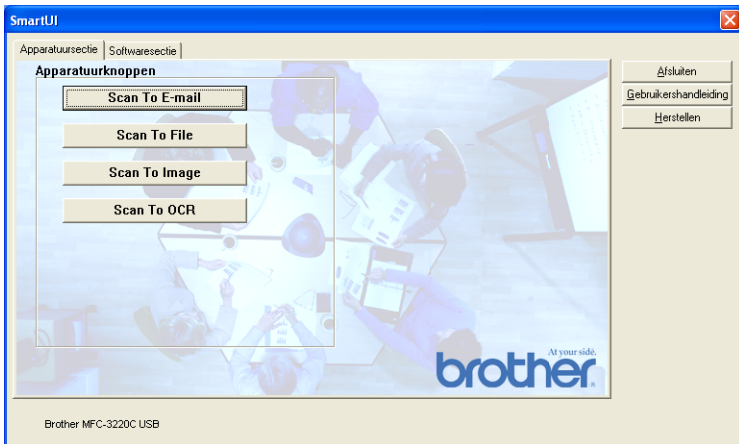 SmartUI
Apparatuursectie Softwaresectie
Apparatuurknoppen
Scan To E-mail
Scan To File
Scan To Image
Scan To OCR
Afsluiten
Gebruikershandleiding
Herstellen
At your side.
brother.
Brother MFC-3220C USB